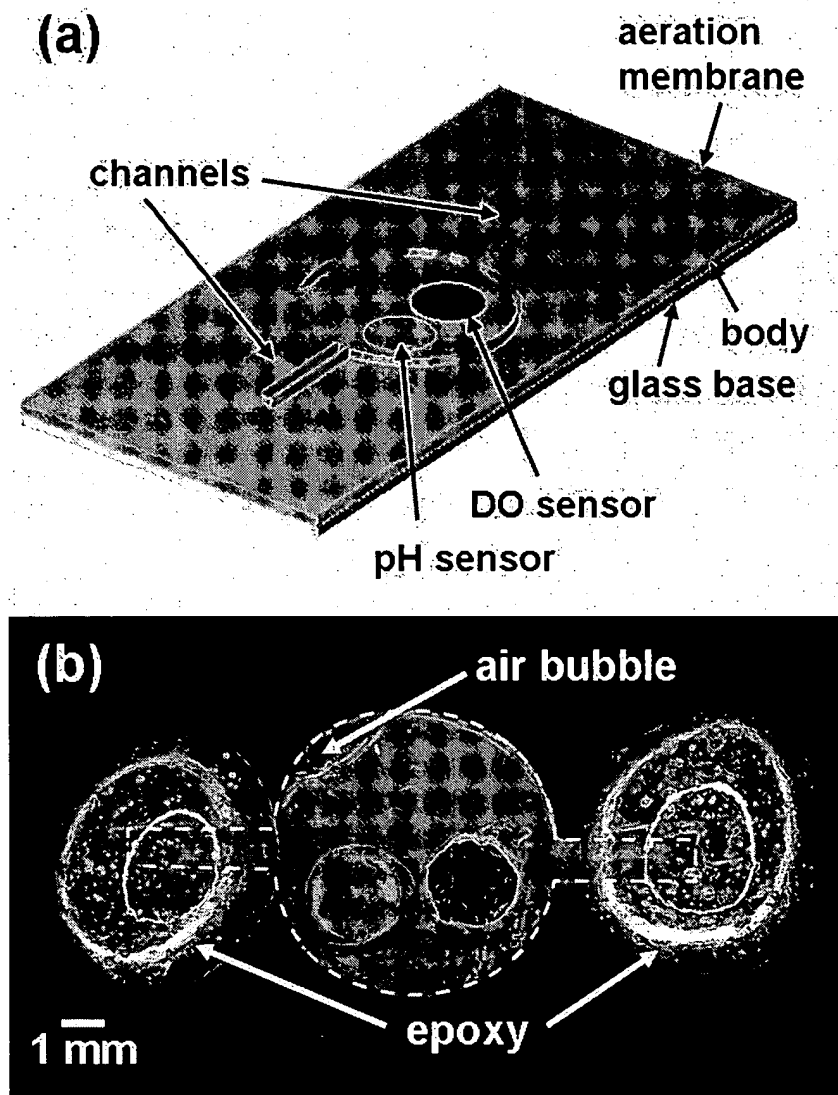 (a)
aeration
membrane
channels
body
glass base
DO sensor
pH sensor
(b)
air bubble
epoxy
1 mm